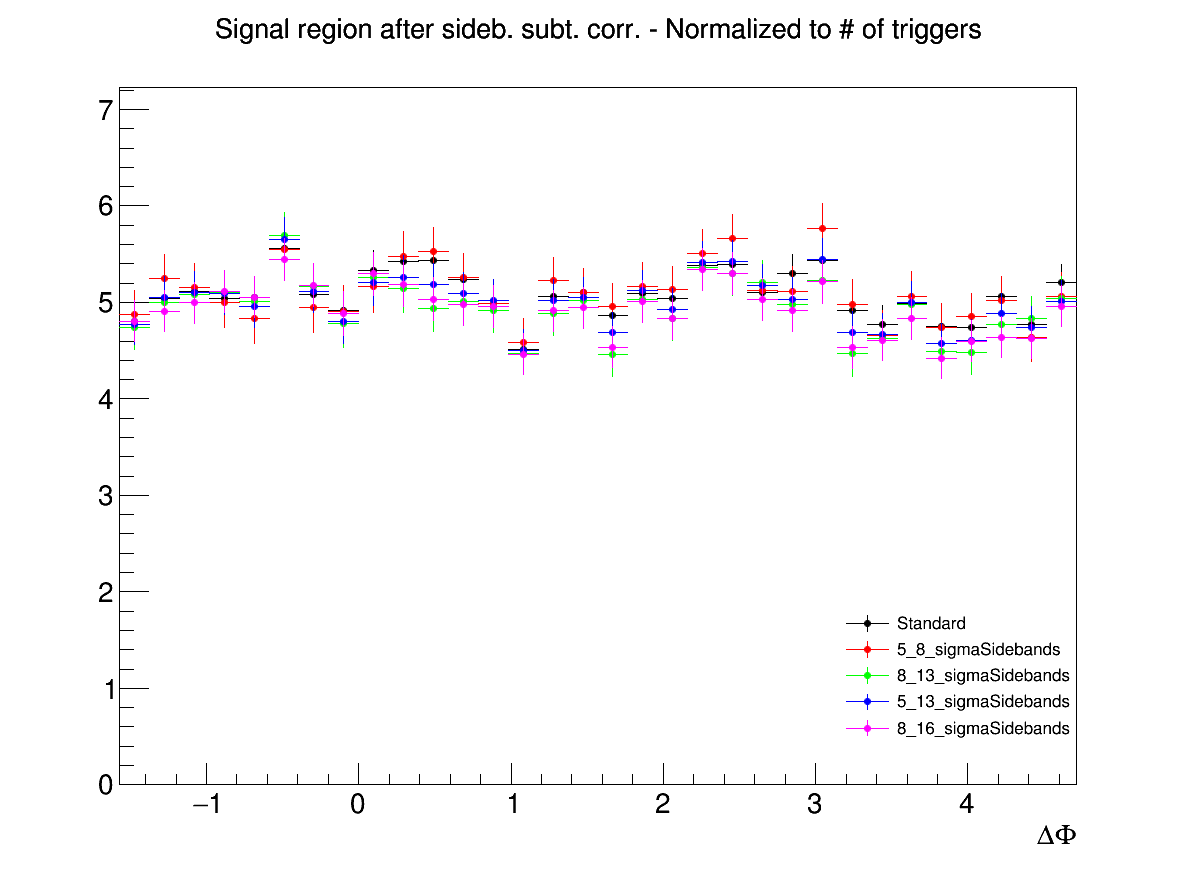 Signal region after sideb. subt. corr. - Normalized to # of triggers
7
6
5
4
3
2
1
0
−1 0 1 2 3 4
ΔΦ
Standard
5_8_sigmaSidebands
8_13_sigmaSidebands
5_13_sigmaSidebands
8_16_sigmaSidebands